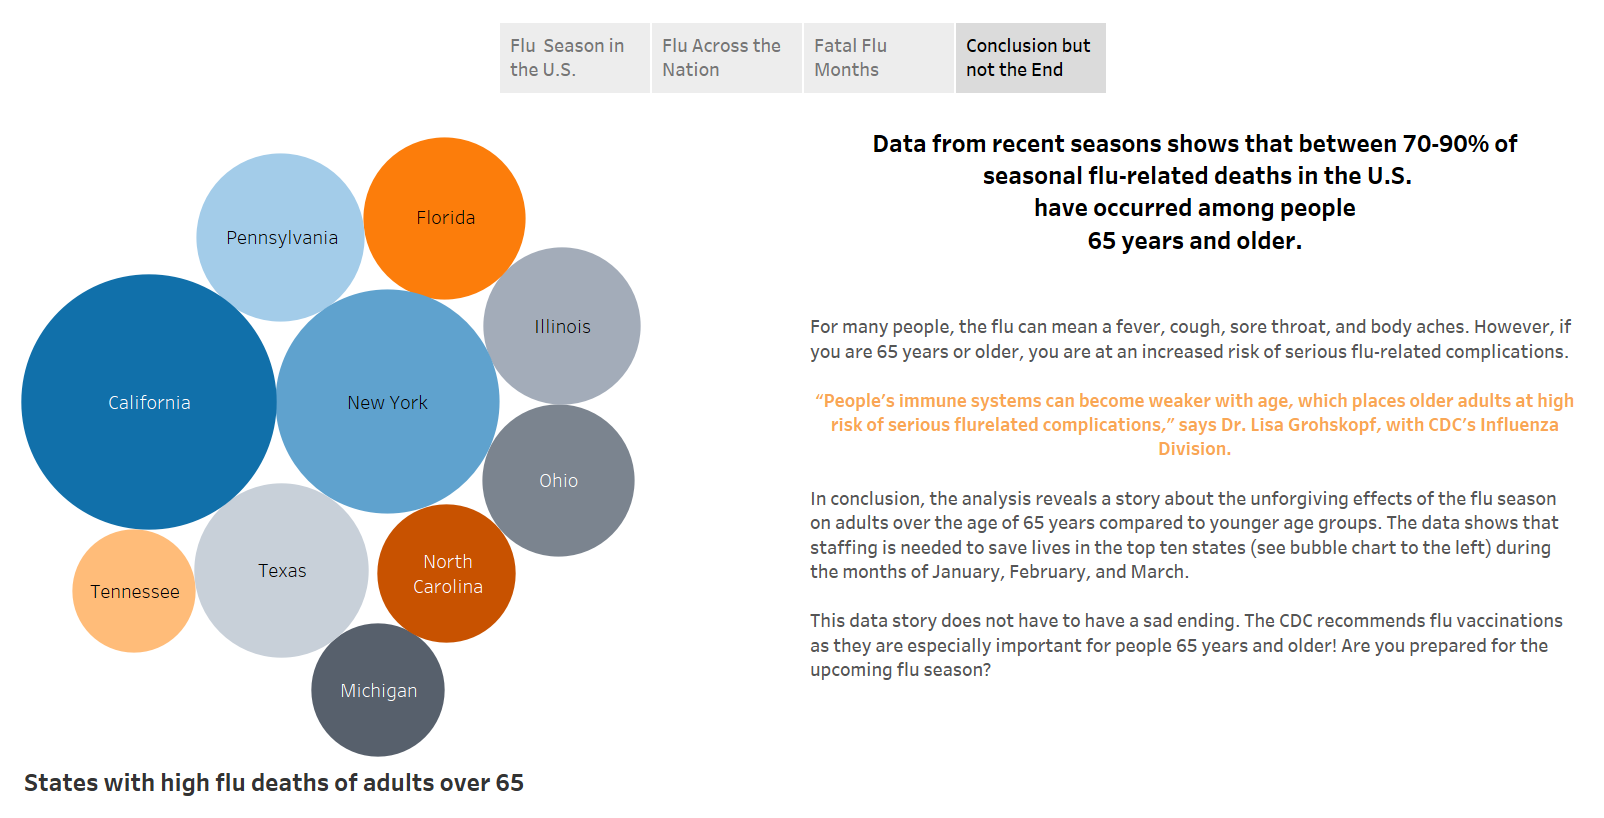 Flu  Season in
the U.S.
Flu Across the
Nation
Fatal Flu
Months
Conclusion but
not the End
Pennsylvania
Florida
Illinois
California
New York
Ohio
Tennessee
Texas
North
Carolina
Michigan
States with high flu deaths of adults over 65
Data from recent seasons shows that between 70-90% of
seasonal flu-related deaths in the U.S.
have occurred among people
65 years and older.
For many people, the flu can mean a fever, cough, sore throat, and body aches. However, if
you are 65 years or older, you are at an increased risk of serious flu-related complications.
“People’s immune systems can become weaker with age, which places older adults at high
risk of serious flurelated complications,” says Dr. Lisa Grohskopf, with CDC’s Influenza
Division.
In conclusion, the analysis reveals a story about the unforgiving effects of the flu season
on adults over the age of 65 years compared to younger age groups. The data shows that
staffing is needed to save lives in the top ten states (see bubble chart to the left) during
the months of January, February, and March.
This data story does not have to have a sad ending. The CDC recommends flu vaccinations
as they are especially important for people 65 years and older! Are you prepared for the
upcoming flu season?